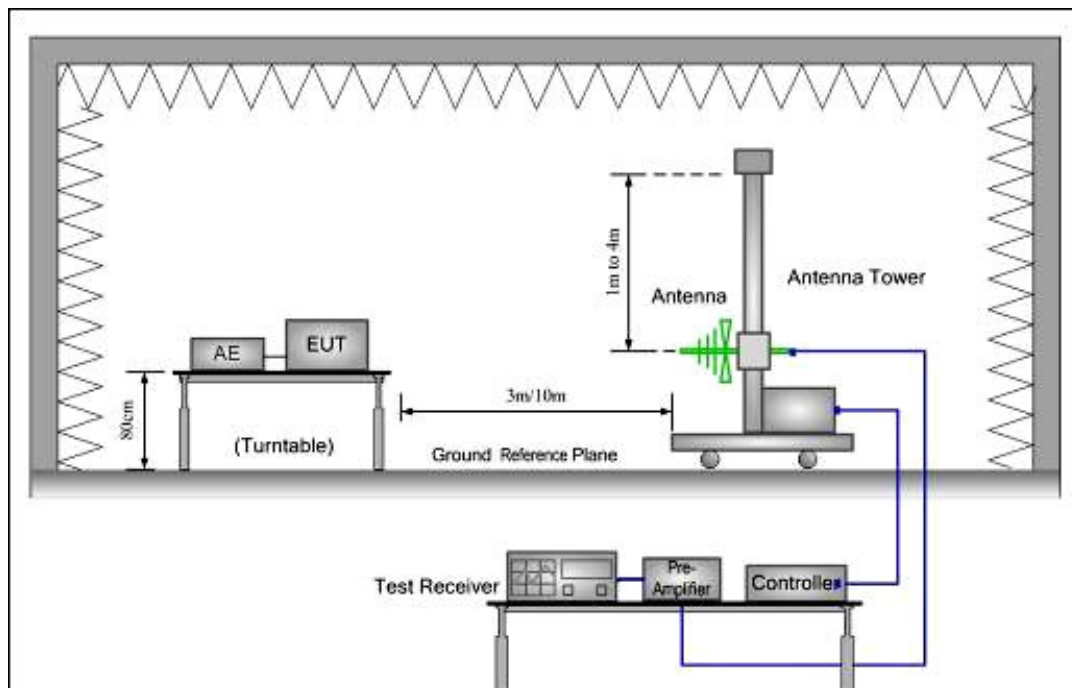 1m to 4m
Antenna Tower
Antenna
AE
EUT
3m/10m
80cm
(Turntable)
Ground Reference Plane
Test Receiver
Pre-
Amplifier
Controller